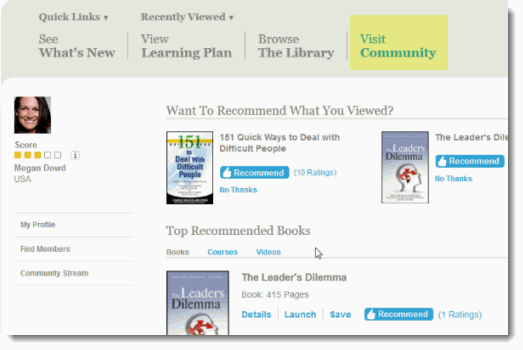 Quick Links ▾ Recently Viewed ▾
See View Browse Visit
What's New Learning Plan The Library Community
Want To Recommend What You Viewed?
Score
i
Megan Dowd
USA
151
to
Deal With
Difficult
People
151 Quick Ways to Deal with
Difficult People
Recommend (10 Ratings)
No Thanks
The Leaders
Dilemma
The Leader's Dile
Recommend
No Thanks
My Profile
Find Members
Community Stream
Top Recommended Books
Books Courses Videos
The Leaders
Dilemma
The Leader's Dilemma
Book: 415 Pages
Details Launch Save Recommend (1 Ratings)